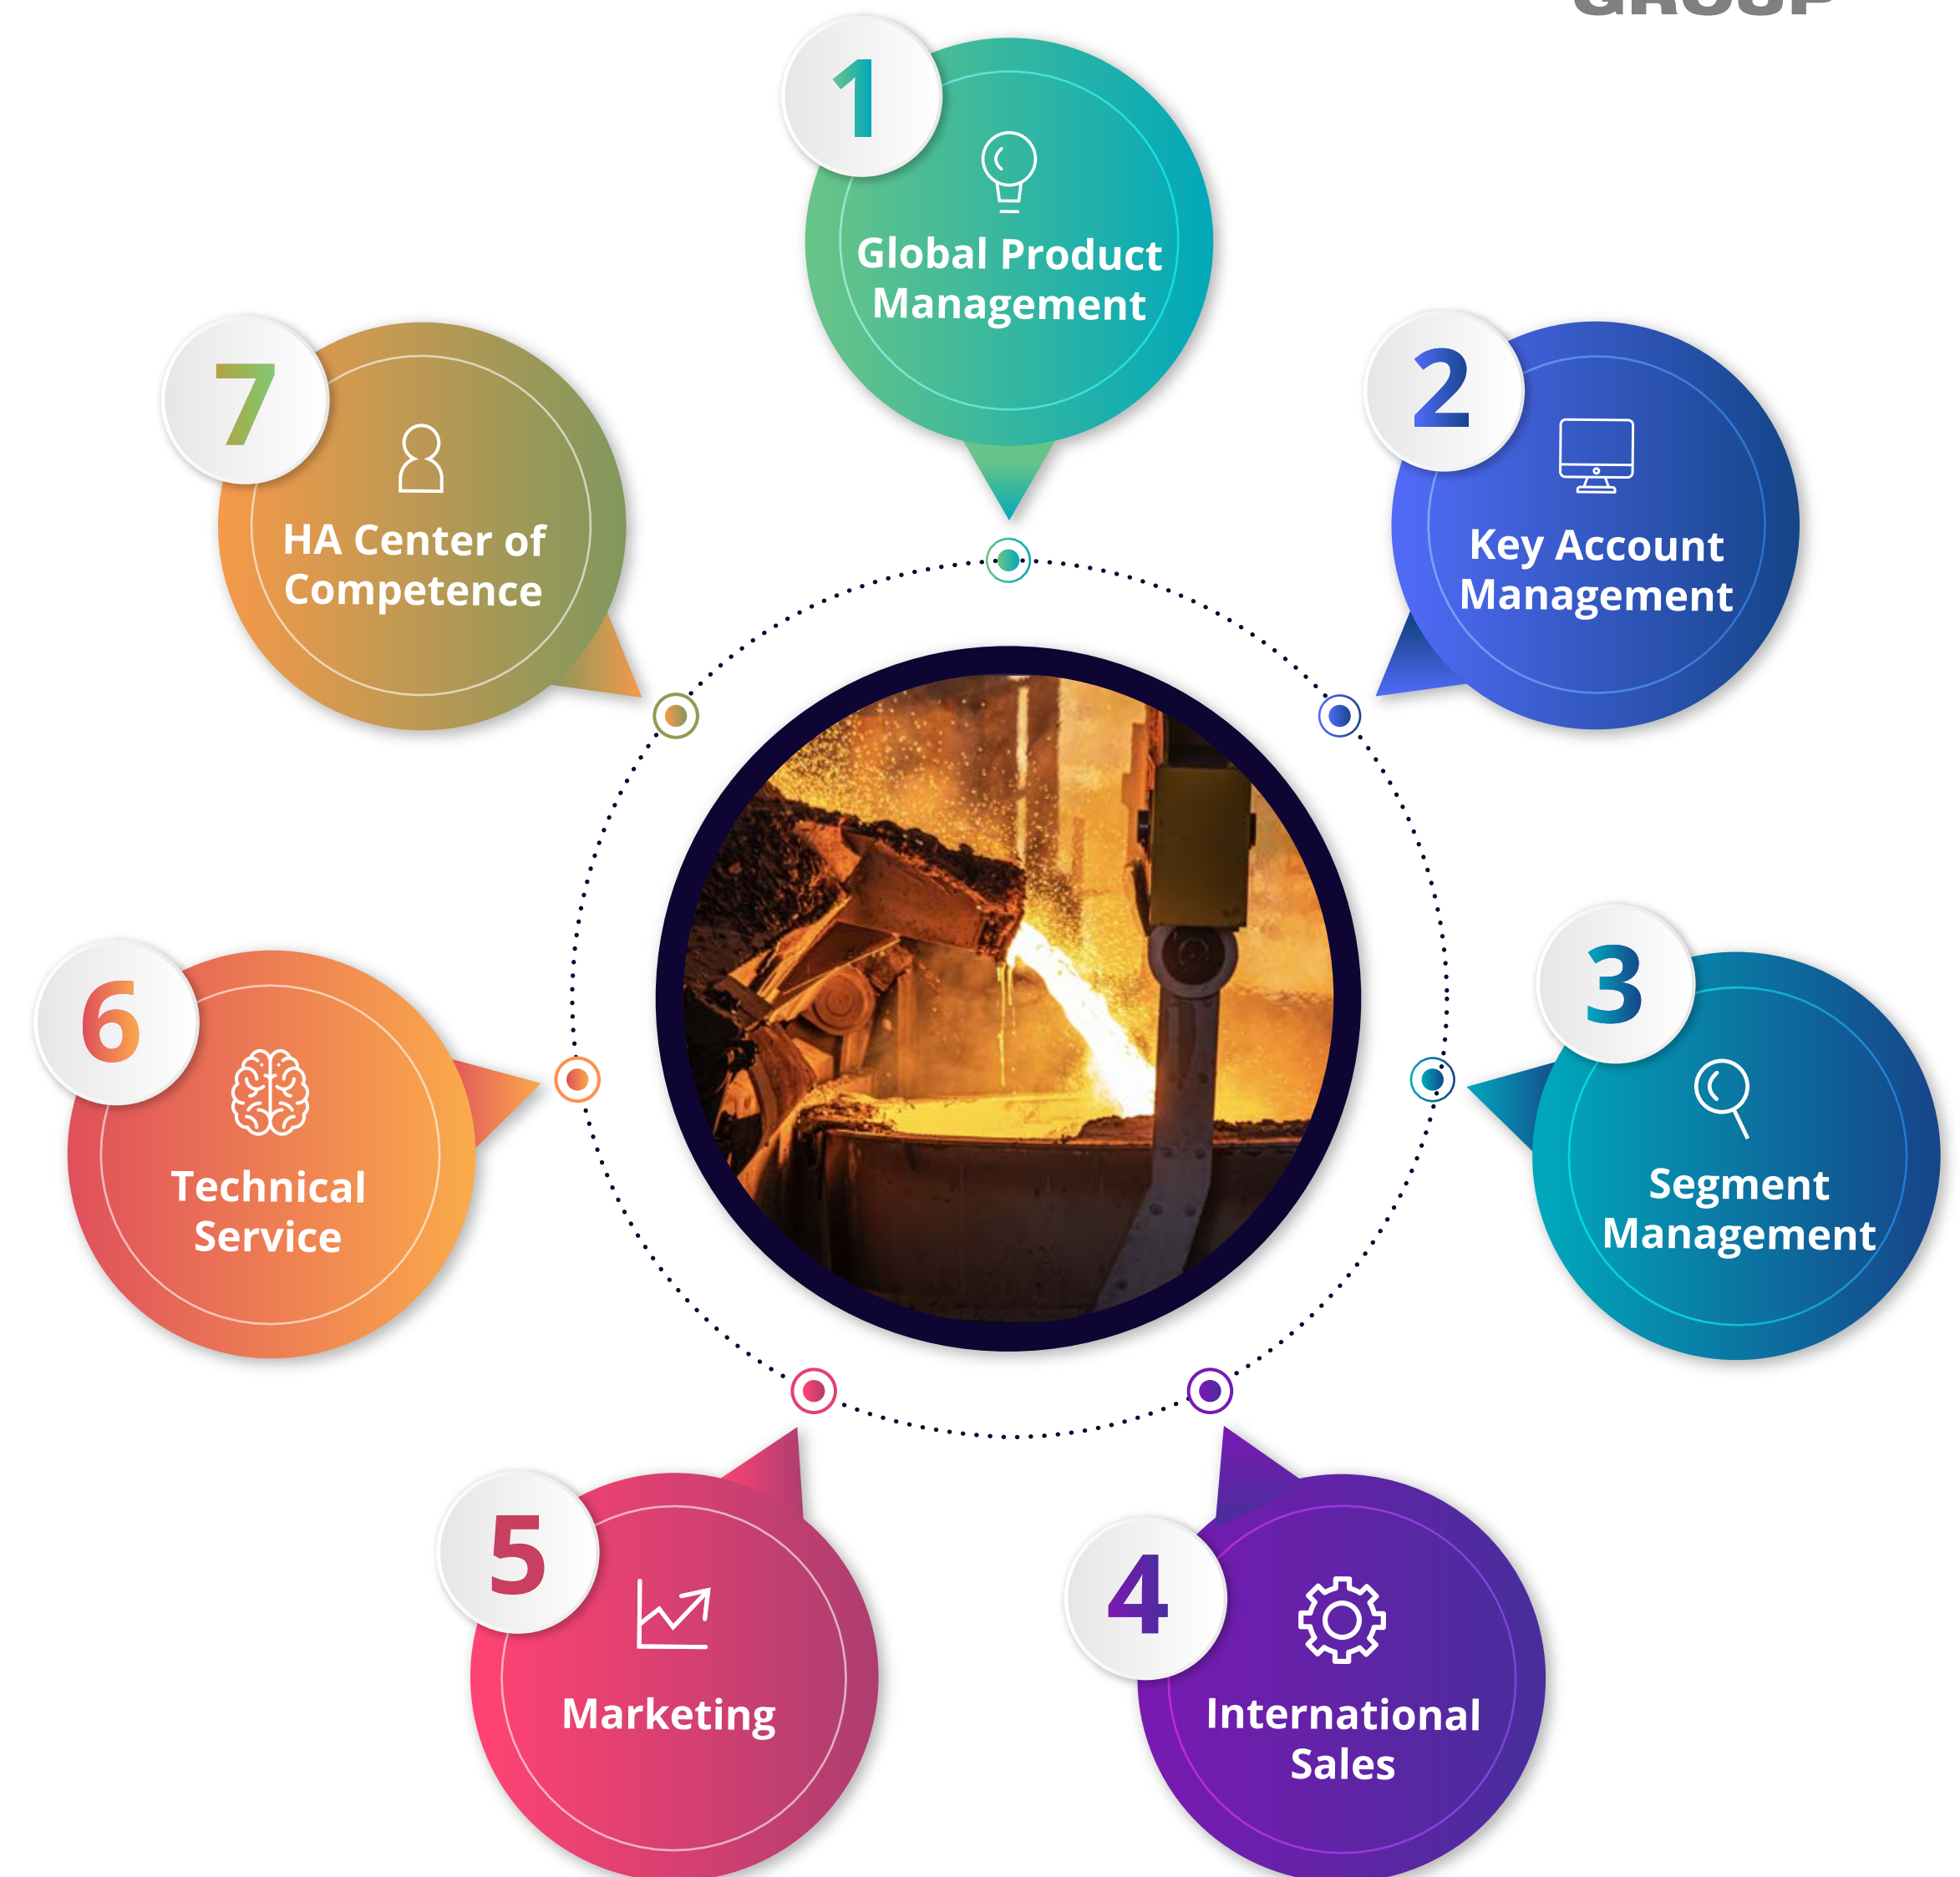 GROUP
1
Global Product
Management
2
Key Account
Management
3
Segment
Management
4
International
Sales
5
Marketing
6
Technical
Service
7
HA Center of
Competence